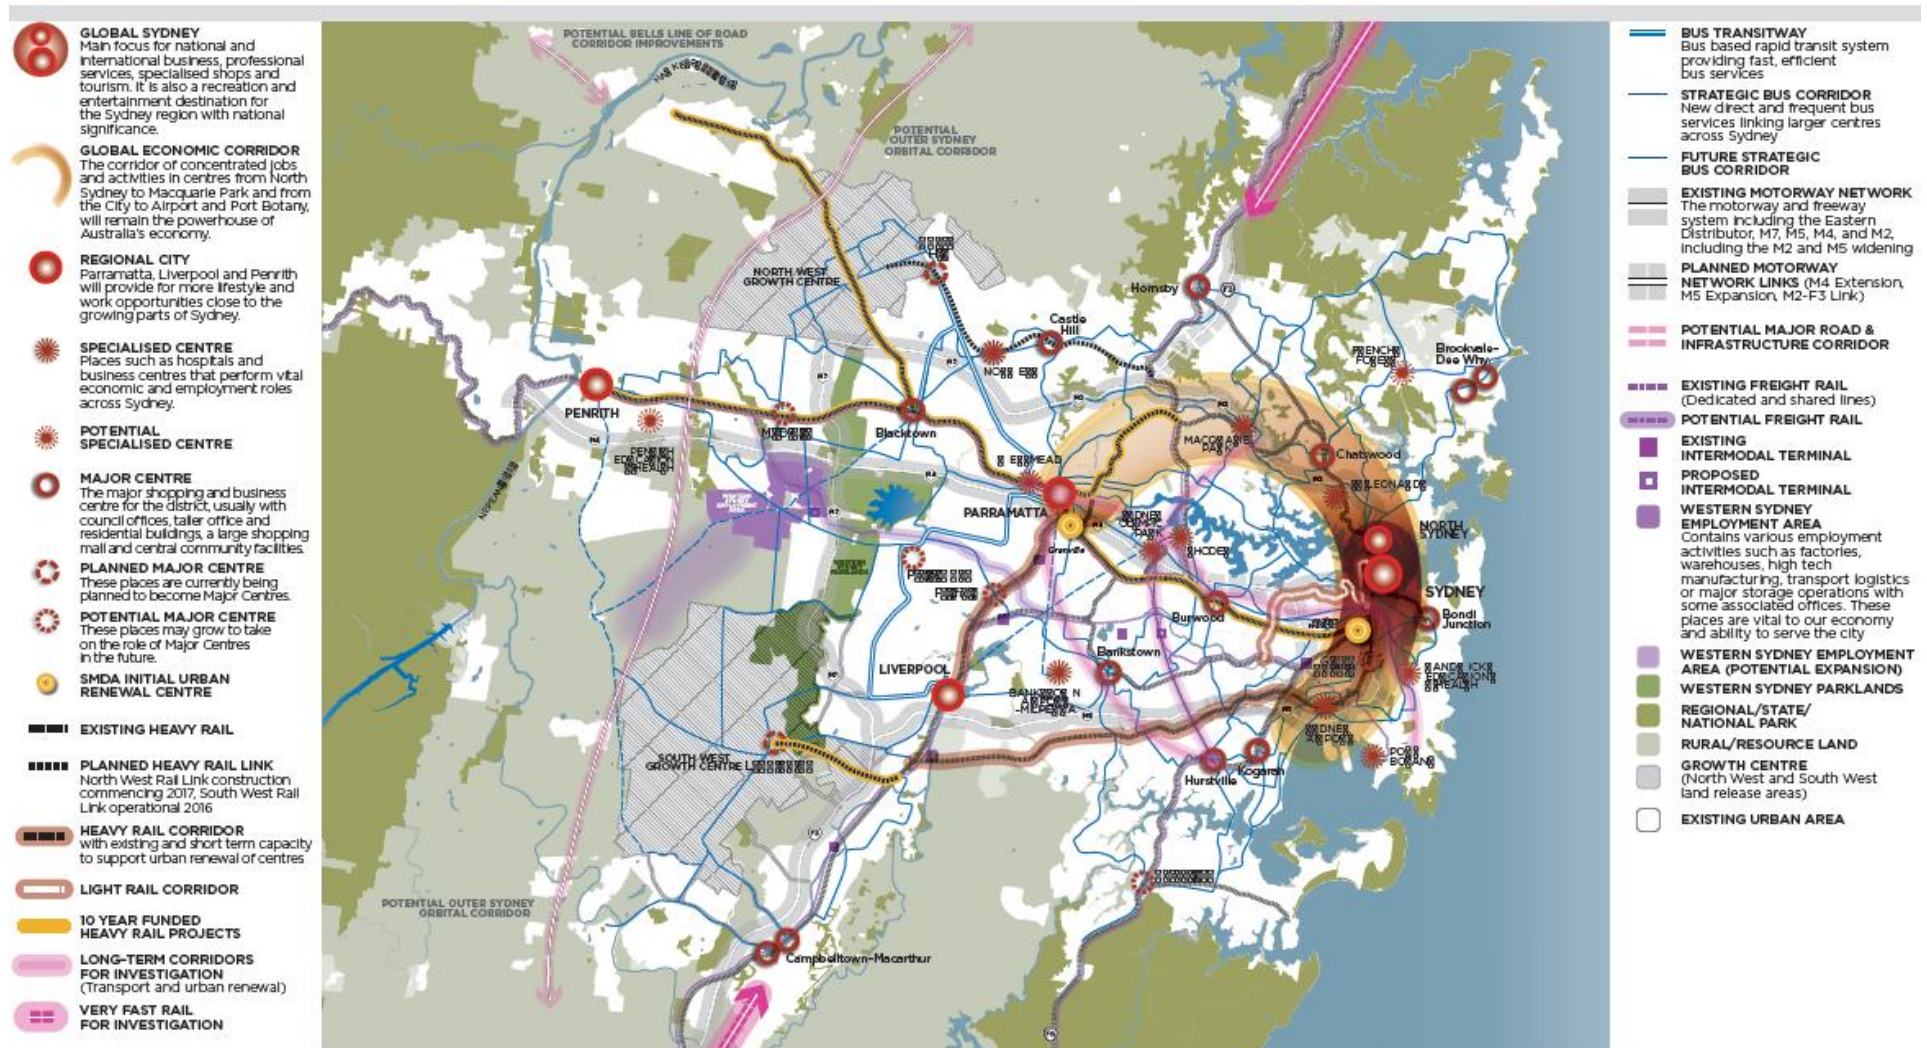 GLOBAL SYDNEY
Main focus for national and
international business, professional
services, specialised shops and
tourism. It is also a recreation and
entertainment destination for
the Sydney region with national
significance.
GLOBAL ECONOMIC CORRIDOR
The corridor of concentrated jobs
and activities in centres from North
Sydney to Macquarie Park and from
the City to Airport and Port Botany,
will remain the powerhouse of
Australia's economy.
REGIONAL CITY
Parramatta, Liverpool and Penrith
will provide for more lifestyle and
work opportunities close to the
growing parts of Sydney.
SPECIALISED CENTRE
Places such as hospitals and
business centres that perform vital
economic and employment roles
across Sydney.
POTENTIAL
SPECIALISED CENTRE
MAJOR CENTRE
The major shopping and business
centre for the district, usually with
council offices, taller office and
residential buildings, a large shopping
mall and central community facilities.
PLANNED MAJOR CENTRE
These places are currently being
planned to become Major Centres.
POTENTIAL MAJOR CENTRE
These places may grow to take
on the role of Major Centres
in the future.
SMDA INITIAL URBAN
RENEWAL CENTRE
EXISTING HEAVY RAIL
PLANNED HEAVY RAIL LINK
North West Rail Link construction
commencing 2017, South West Rail
Link operational 2016
HEAVY RAIL CORRIDOR
with existing and short term capacity
to support urban renewal of centres
LIGHT RAIL CORRIDOR
10 YEAR FUNDED
HEAVY RAIL PROJECTS
LONG-TERM CORRIDORS
FOR INVESTIGATION
(Transport and urban renewal)
VERY FAST RAIL
FOR INVESTIGATION
POTENTIAL BELLS LINE OF ROAD
CORRIDOR IMPROVEMENTS
POTENTIAL
OUTER SYDNEY
ORBITAL CORRIDOR
NORTH WEST
GROWTH CENTRE
Hornsby
Castle
Hill
Brookvale-
Dee Why
PENRITH
Blacktown
Chatswood
PARRAMATTA
Granville
NORTH
SYDNEY
SYDNEY
Bondi
Junction
Burwood
Bankstown
LIVERPOOL
SOUTH WEST
GROWTH CENTRE
Hurstville
Kogarah
POTENTIAL OUTER SYDNEY
ORBITAL CORRIDOR
Campbelltown-Macarthur
BUS TRANSITWAY
Bus based rapid transit system
providing fast, efficient
bus services
STRATEGIC BUS CORRIDOR
New direct and frequent bus
services linking larger centres
across Sydney
FUTURE STRATEGIC
BUS CORRIDOR
EXISTING MOTORWAY NETWORK
The motorway and freeway
system including the Eastern
Distributor, M7, M5, M4, and M2,
including the M2 and M5 widening
PLANNED MOTORWAY
NETWORK LINKS (M4 Extension,
M5 Expansion, M2-F3 Link)
POTENTIAL MAJOR ROAD &
INFRASTRUCTURE CORRIDOR
EXISTING FREIGHT RAIL
(Dedicated and shared lines)
POTENTIAL FREIGHT RAIL
EXISTING
INTERMODAL TERMINAL
PROPOSED
INTERMODAL TERMINAL
WESTERN SYDNEY
EMPLOYMENT AREA
Contains various employment
activities such as factories,
warehouses, high tech
manufacturing, transport logistics
or major storage operations with
some associated offices. These
places are vital to our economy
and ability to serve the city
WESTERN SYDNEY EMPLOYMENT
AREA (POTENTIAL EXPANSION)
WESTERN SYDNEY PARKLANDS
REGIONAL/STATE/
NATIONAL PARK
RURAL/RESOURCE LAND
GROWTH CENTRE
(North West and South West
land release areas)
EXISTING URBAN AREA